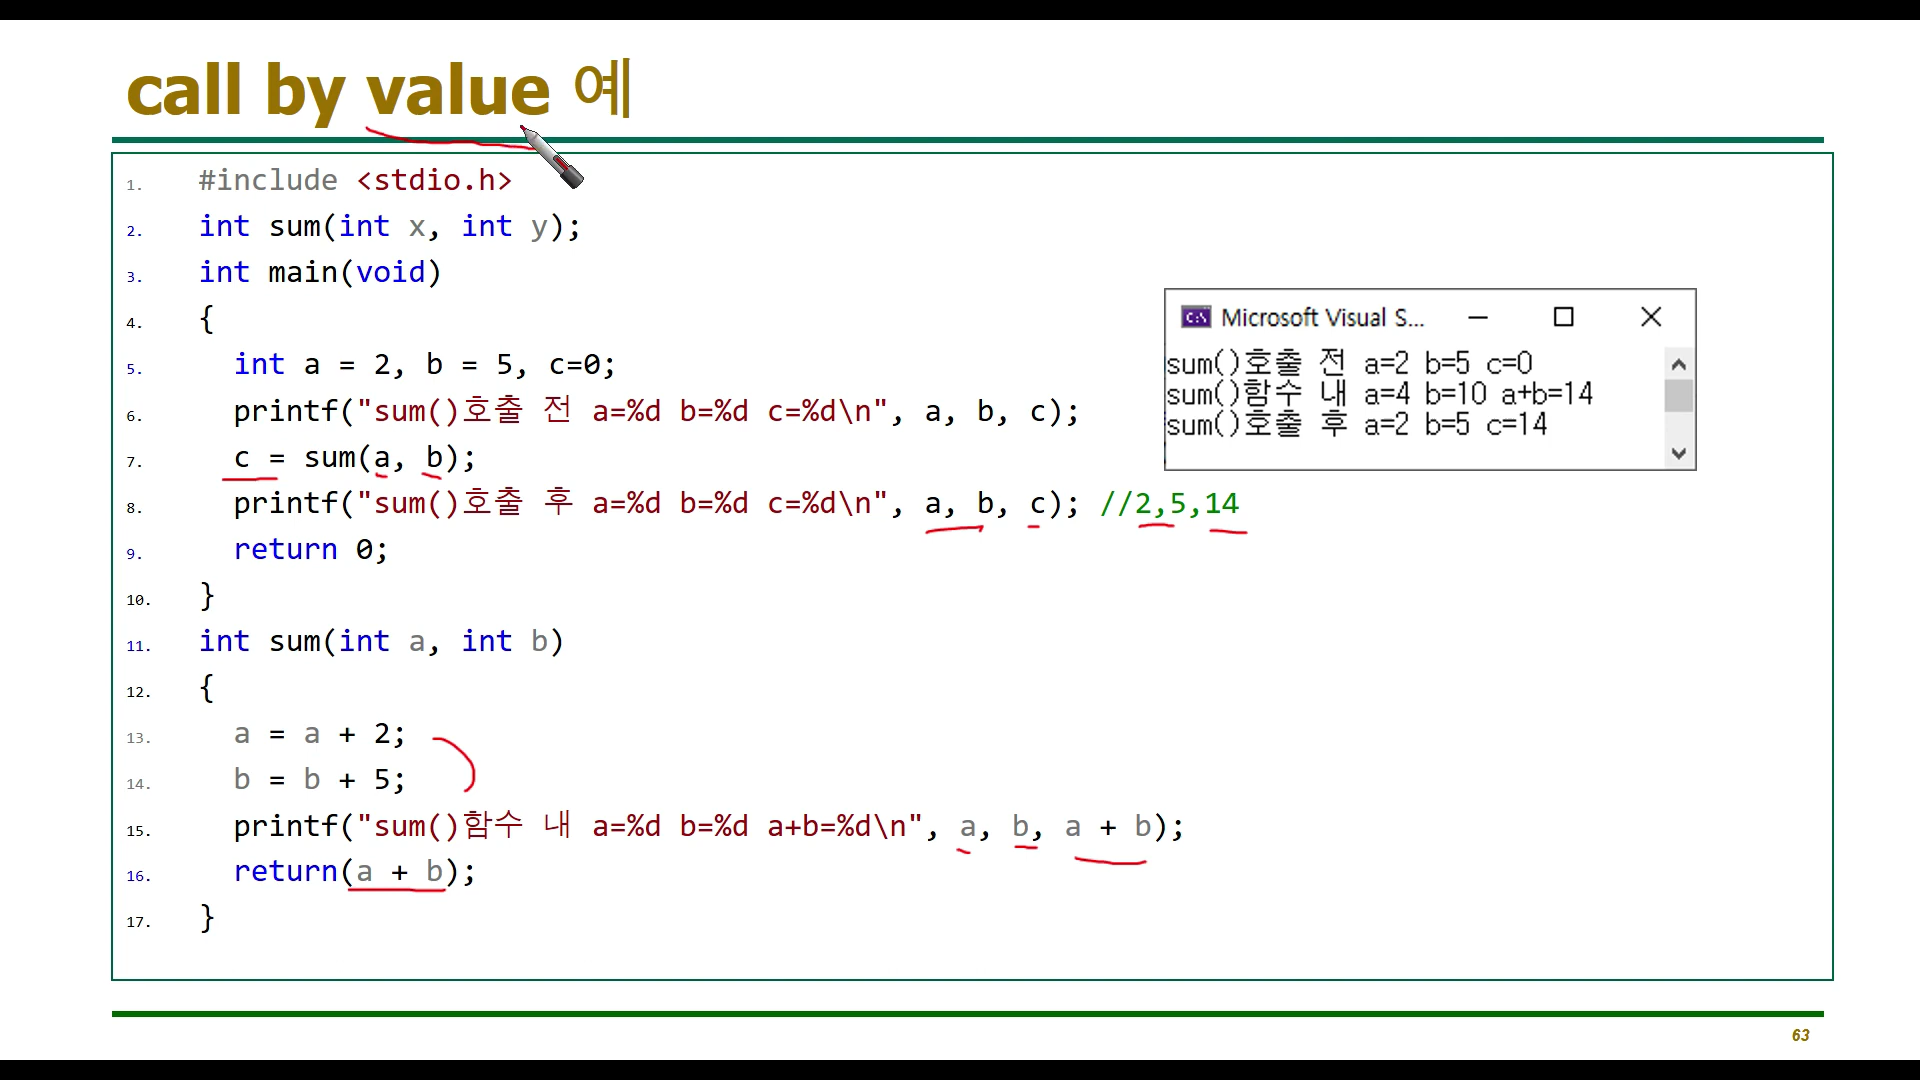 call by value 예
1. #include <stdio.h>
2. int sum(int x, int y);
3. int main(void)
4. {
5. int a = 2, b = 5, c=0;
6. printf("sum()호출 전 a=%d b=%d c=%d\n", a, b, c);
7. c = sum(a, b);
8. printf("sum()호출 후 a=%d b=%d c=%d\n", a, b, c); //2,5,14
9. return 0;
10. }
11. int sum(int a, int b)
12. {
13. a = a + 2;
14. b = b + 5;
15. printf("sum()함수 내 a=%d b=%d a+b=%d\n", a, b, a + b);
16. return(a + b);
17. }
C:\ Microsoft Visual S...
sum()호출 전 a=2 b=5 c=0
sum()함수 내 a=4 b=10 a+b=14
sum()호출 후 a=2 b=5 c=14
63